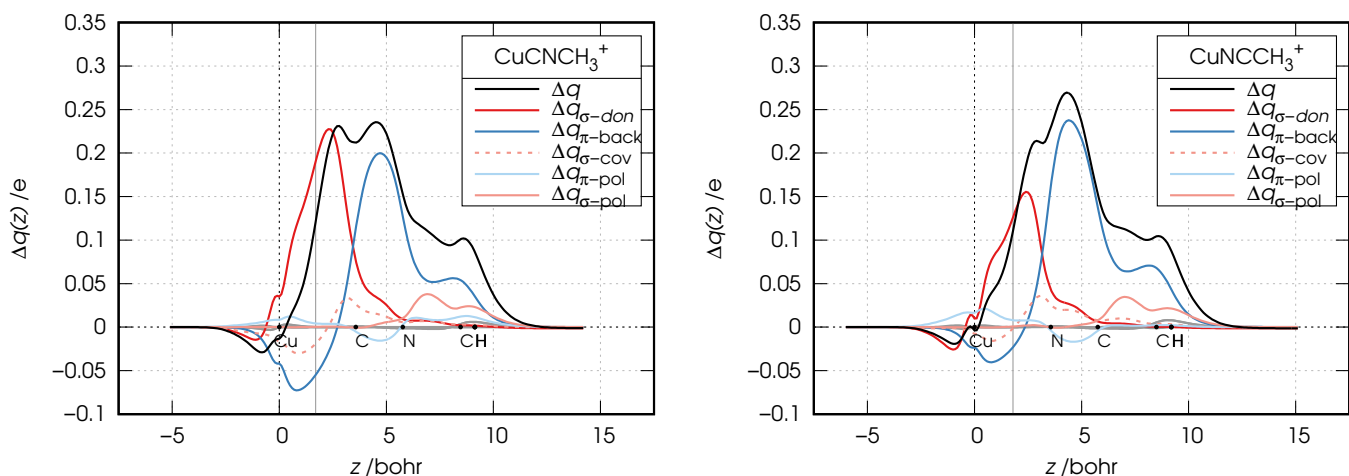 0.35
0.3
0.25
0.2
0.15
0.1
0.05
0
−0.05
−0.1
Δq(z) /e
CuCNCH₃⁺
Δq
Δqσ−don
Δqπ−back
Δqσ−cov
Δqπ−pol
Δqσ−pol
Cu C N C H
−5 0 5 10 15
z /bohr
0.35
0.3
0.25
0.2
0.15
0.1
0.05
0
−0.05
−0.1
Δq(z) /e
CuNCCH₃⁺
Δq
Δqσ−don
Δqπ−back
Δqσ−cov
Δqπ−pol
Δqσ−pol
Cu N C C H
−5 0 5 10 15
z /bohr